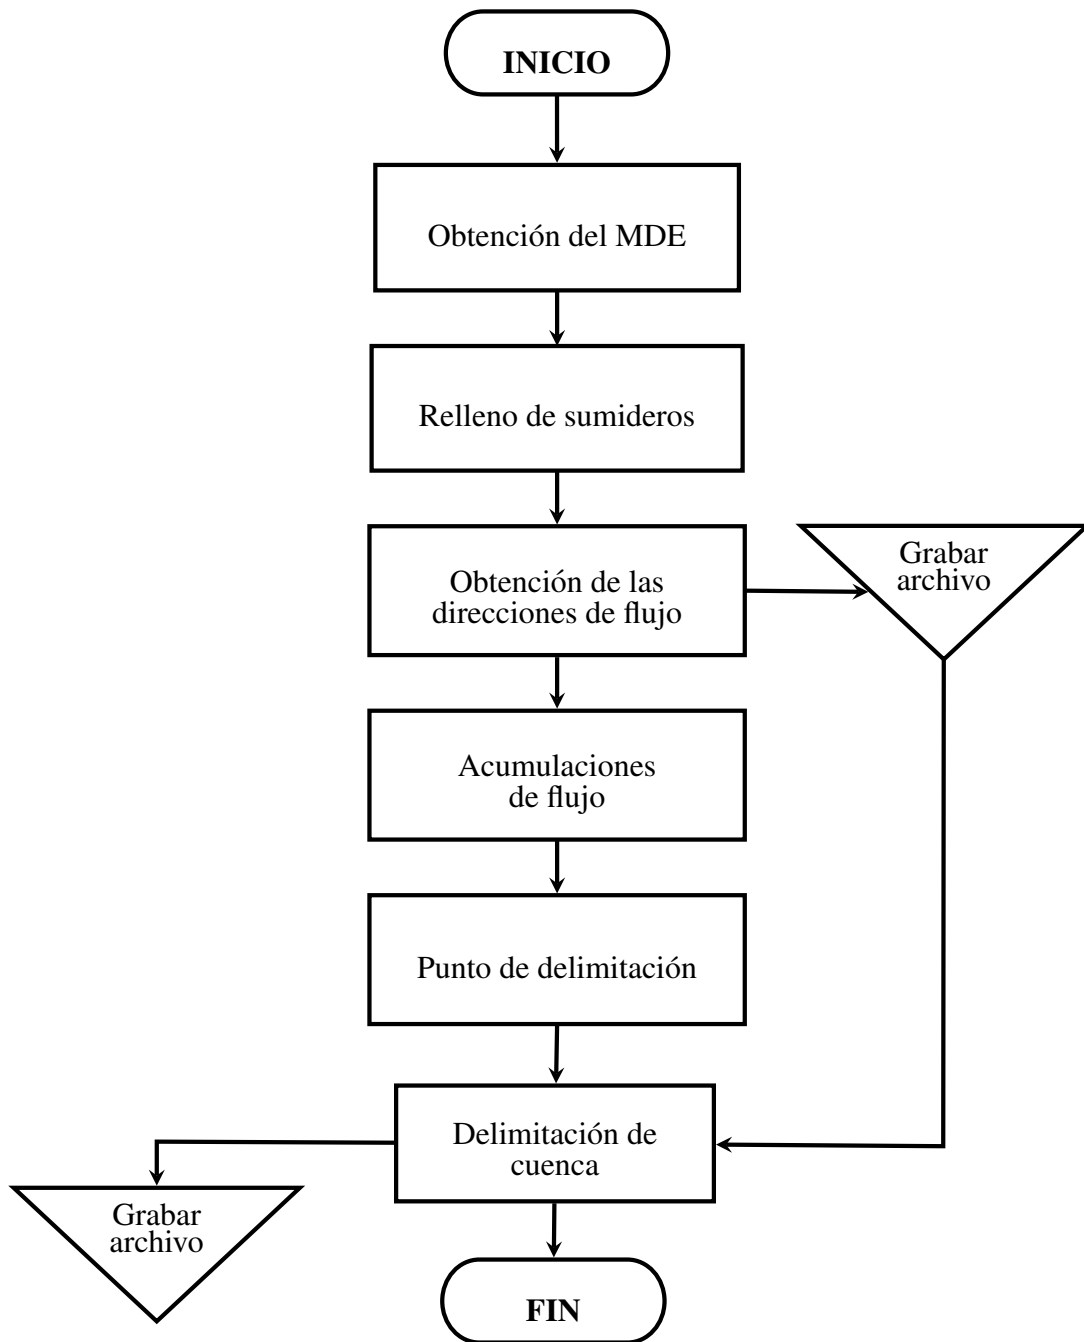 INICIO
Obtención del MDE
Relleno de sumideros
Obtención de las
direcciones de flujo
Grabar
archivo
Acumulaciones
de flujo
Punto de delimitación
Delimitación de
cuenca
Grabar
archivo
FIN